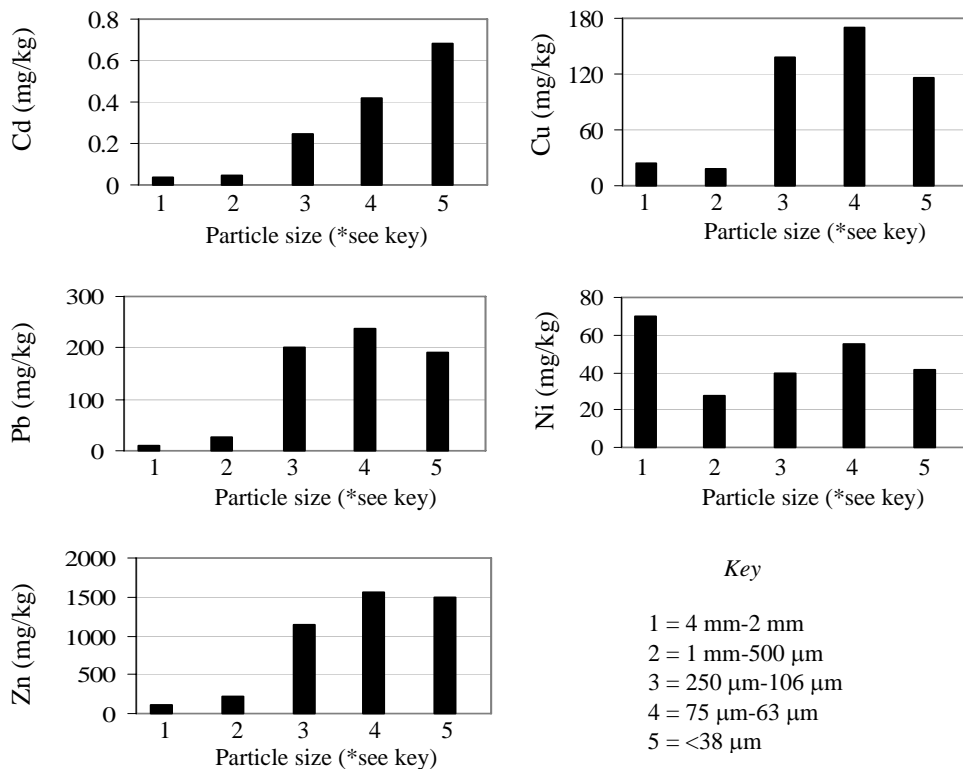 Cd (mg/kg)
0.8
0.6
0.4
0.2
0
1 2 3 4 5
Particle size (*see key)
Cu (mg/kg)
180
120
60
0
1 2 3 4 5
Particle size (*see key)
Pb (mg/kg)
300
200
100
0
1 2 3 4 5
Particle size (*see key)
Ni (mg/kg)
80
60
40
20
0
1 2 3 4 5
Particle size (*see key)
Zn (mg/kg)
2000
1500
1000
500
0
1 2 3 4 5
Particle size (*see key)
Key
1 = 4 mm-2 mm
2 = 1 mm-500 μm
3 = 250 μm-106 μm
4 = 75 μm-63 μm
5 = <38 μm